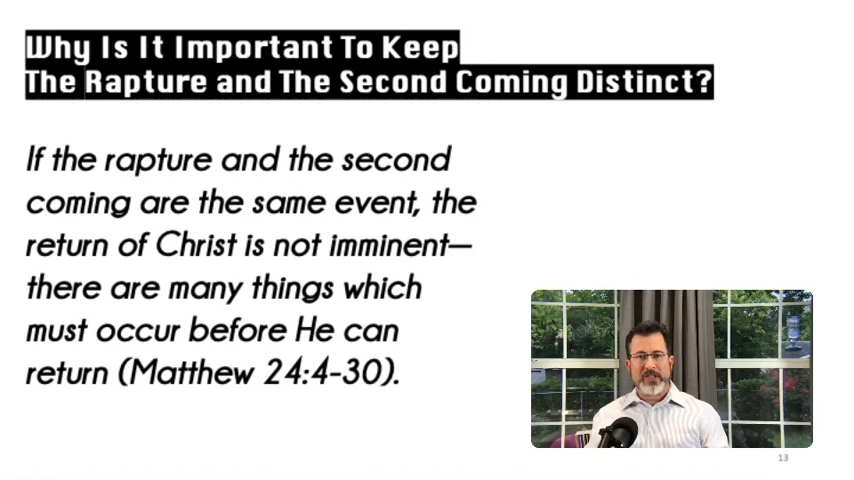 Why Is It Important To Keep
The Rapture and The Second Coming Distinct?
If the rapture and the second
coming are the same event, the
return of Christ is not imminent—
there are many things which
must occur before He can
return (Matthew 24:4-30).
13